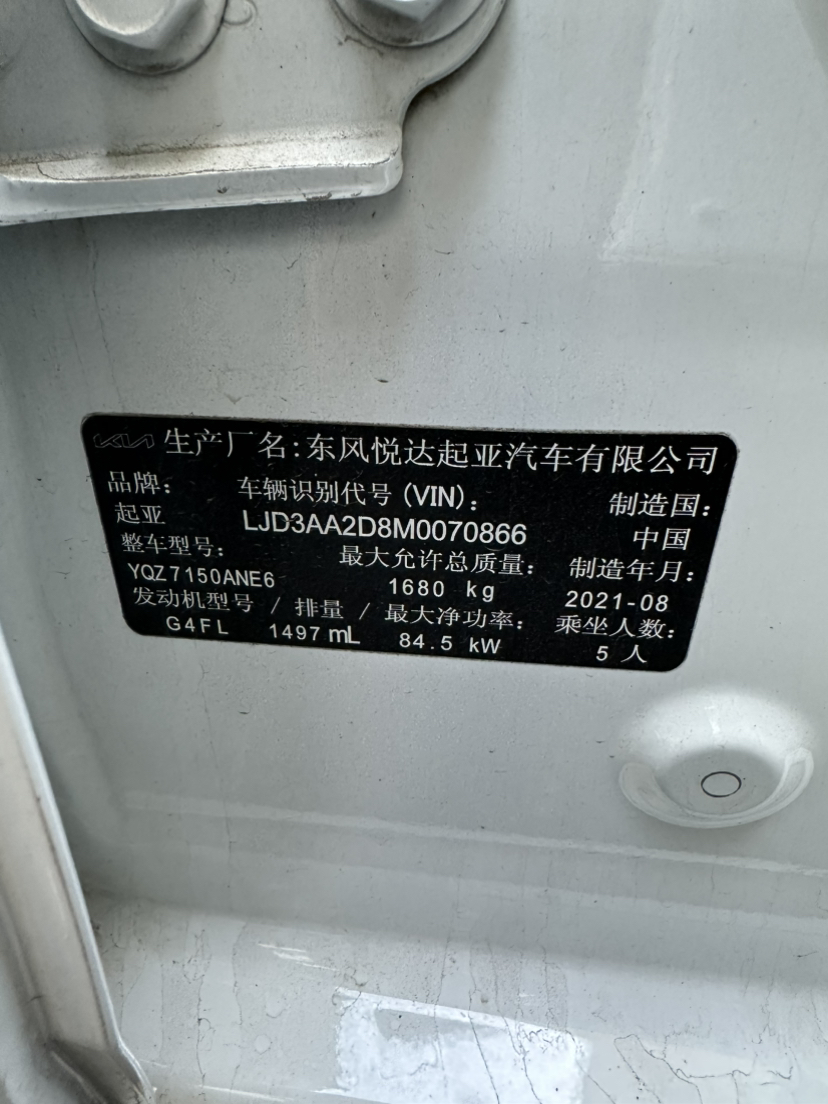 KIA 生产厂名：东风悦达起亚汽车有限公司
品牌： 车辆识别代号(VIN)： 制造国：
起亚 LJD3AA2D8M0070866 中国
整车型号： 最大允许总质量： 制造年月：
YQZ7150ANE6 1680 kg 2021-08
发动机型号 / 排量 / 最大净功率： 乘坐人数：
G4FL 1497 mL 84.5 kW 5 人